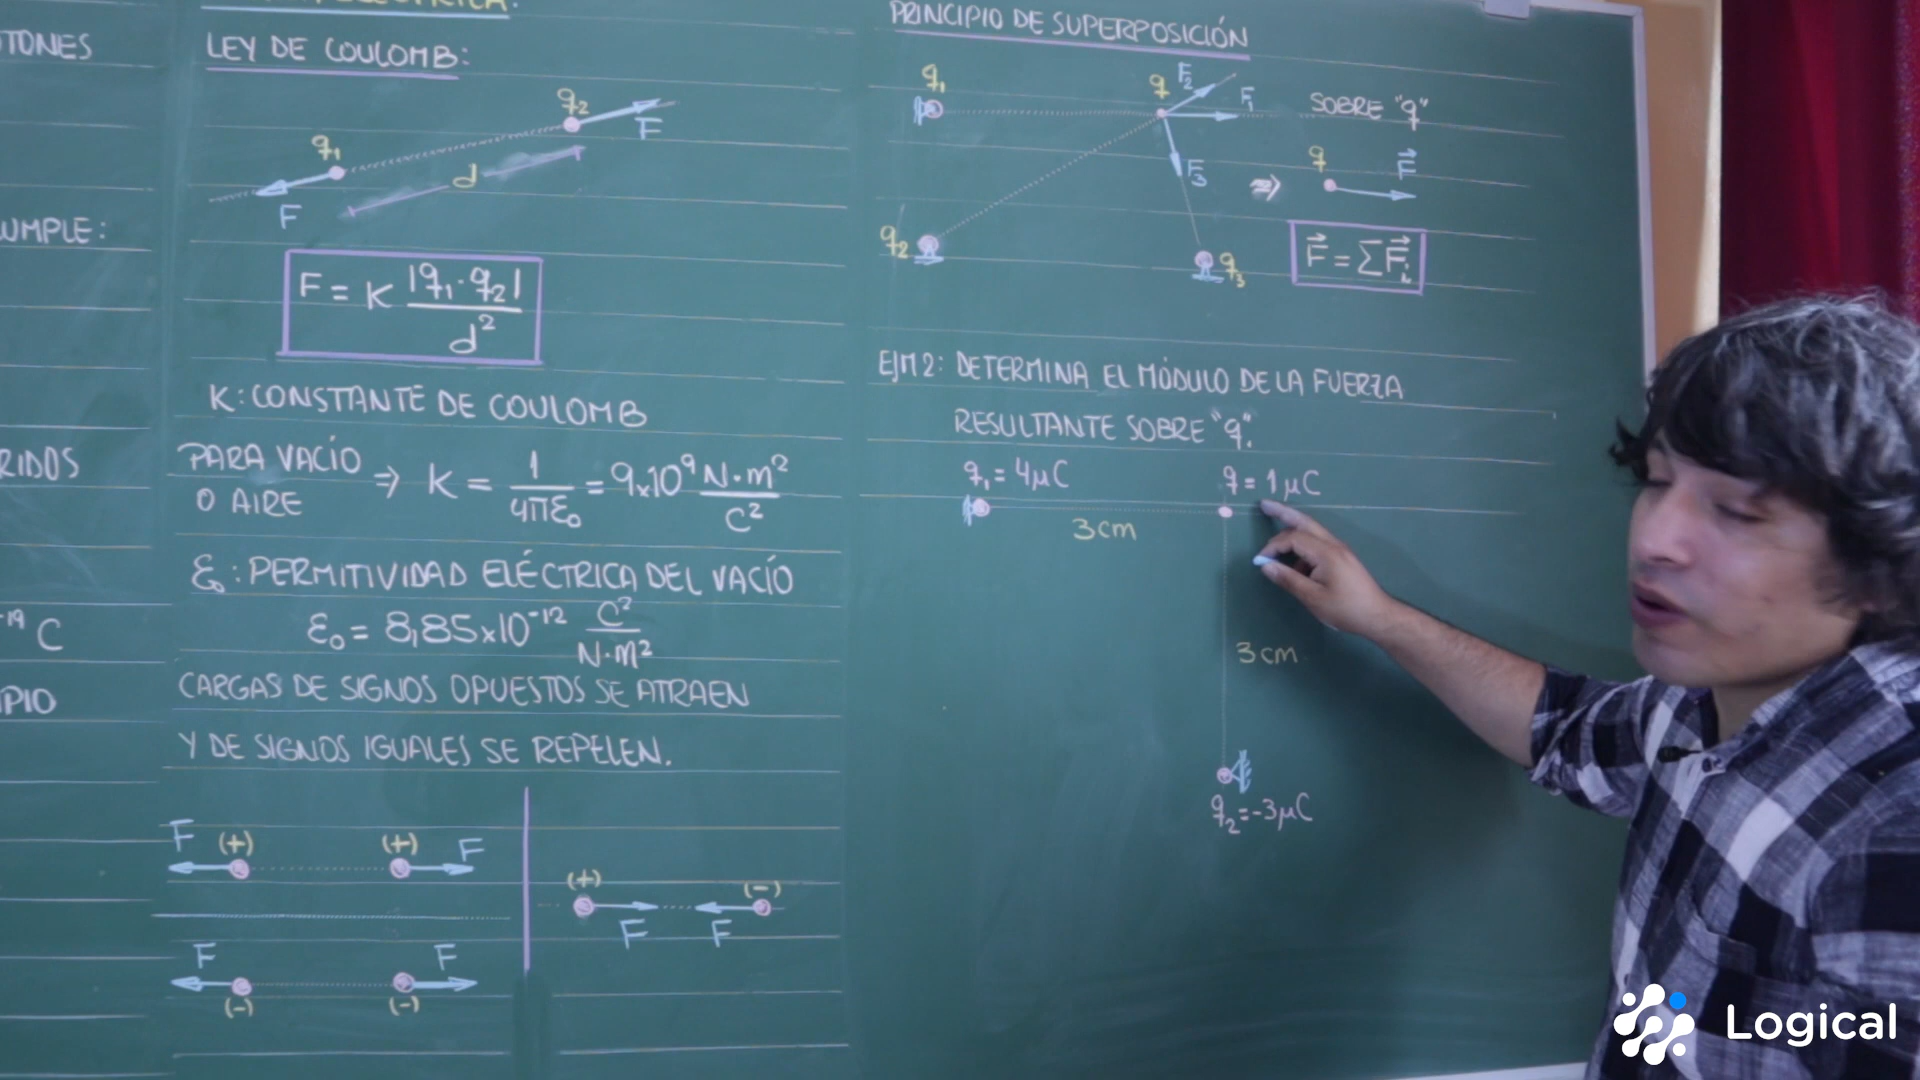 TONES
UMPLE:
RIDOS
-19 C
PIO
LEY DE COULOMB:
q1
q2
F
F
d
F = K |q1·q2| / d²
K: CONSTANTE DE COULOMB
PARA VACÍO
O AIRE
⇒ K = 1/4πε0 = 9x10⁹ N·m²/C²
ε0: PERMITIVIDAD ELÉCTRICA DEL VACÍO
ε0 = 8,85x10⁻¹² C²/N·m²
CARGAS DE SIGNOS OPUESTOS SE ATRAEN
Y DE SIGNOS IGUALES SE REPELEN.
F (+) (+) F
(+) (-)
F F
F F
(-) (-)
PRINCIPIO DE SUPERPOSICIÓN
q1 q F2 F1 SOBRE "q"
F3 ⇒ q F⃗
q2 q3
F⃗ = ΣF⃗i
EJM 2: DETERMINA EL MÓDULO DE LA FUERZA
RESULTANTE SOBRE "q".
q1 = 4μC q = 1μC
3cm
3cm
q2 = -3μC
Logical